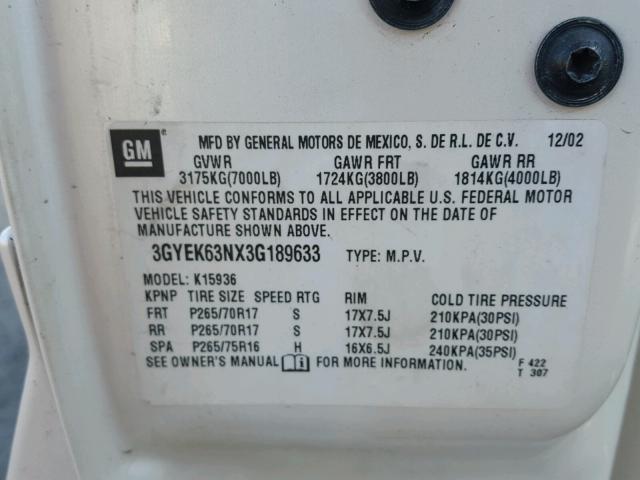 GM ® MFD BY GENERAL MOTORS DE MEXICO, S. DE R.L. DE C.V. 12/02
GVWR GAWR FRT GAWR RR
3175KG(7000LB) 1724KG(3800LB) 1814KG(4000LB)
THIS VEHICLE CONFORMS TO ALL APPLICABLE U.S. FEDERAL MOTOR
VEHICLE SAFETY STANDARDS IN EFFECT ON THE DATE OF
MANUFACTURE SHOWN ABOVE.
3GYEK63NX3G189633 TYPE: M.P.V.
MODEL: K15936
KPNP TIRE SIZE SPEED RTG RIM COLD TIRE PRESSURE
FRT P265/70R17 S 17X7.5J 210KPA(30PSI)
RR P265/70R17 S 17X7.5J 210KPA(30PSI)
SPA P265/75R16 H 16X6.5J 240KPA(35PSI)
SEE OWNER'S MANUAL FOR MORE INFORMATION. F 422
T 307